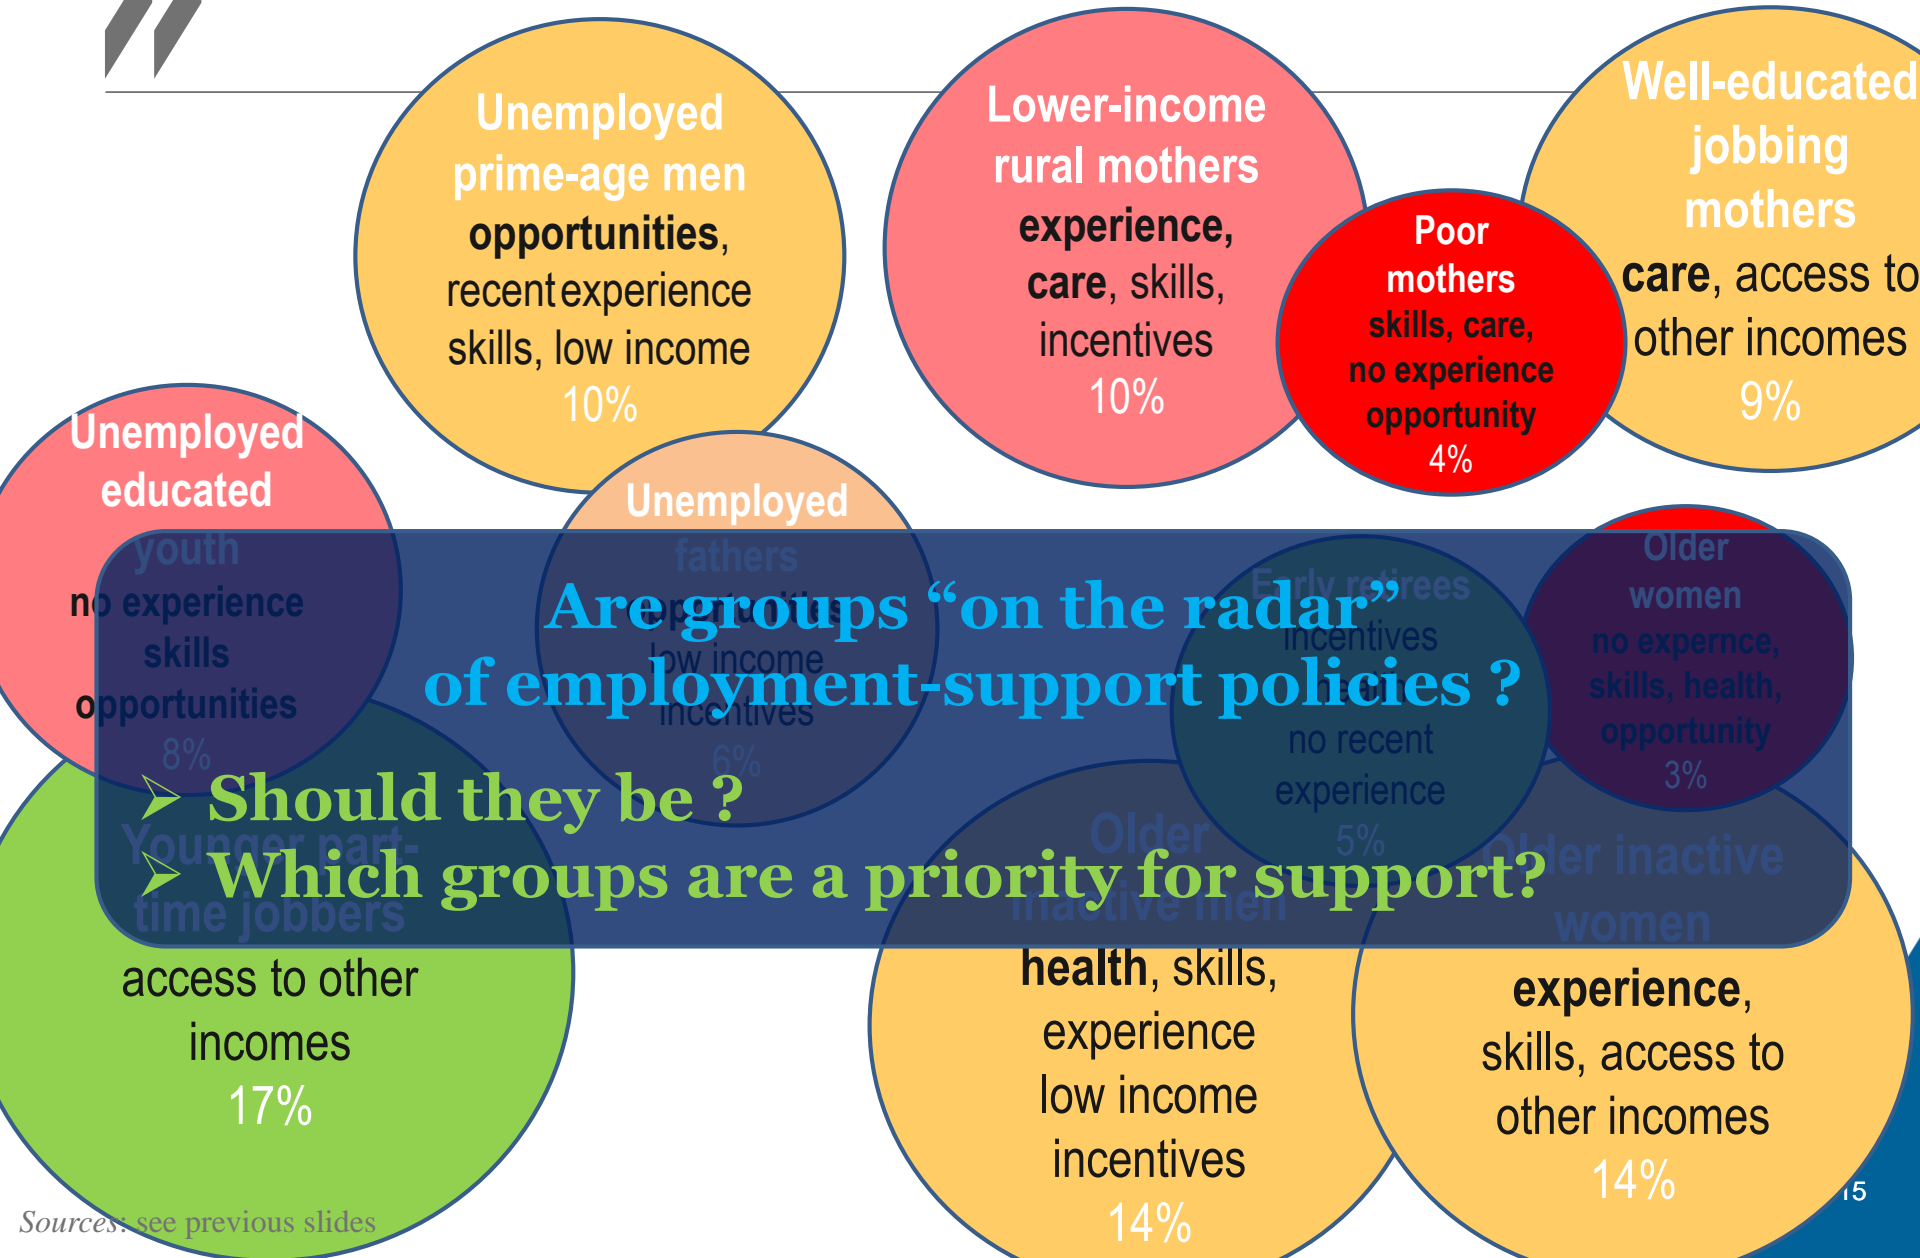 Unemployed
prime-age men
opportunities,
recent experience
skills, low income
10%
Lower-income
rural mothers
experience,
care, skills,
incentives
10%
Poor
mothers
skills, care,
no experience
opportunity
4%
Well-educated
jobbing
mothers
care, access to
other incomes
9%
Unemployed
educated
youth
no experience
skills
opportunities
8%
Unemployed
fathers
opportunities
low income
incentives
6%
Early retirees
incentives
health
no recent
experience
5%
Older
women
no expernce,
skills, health,
opportunity
3%
Are groups “on the radar”
of employment-support policies ?
➢ Should they be ?
➢ Which groups are a priority for support?
Younger part-
time jobbers
access to other
incomes
17%
Older
inactive men
health, skills,
experience
low income
incentives
14%
Older inactive
women
experience,
skills, access to
other incomes
14%
Sources: see previous slides
15